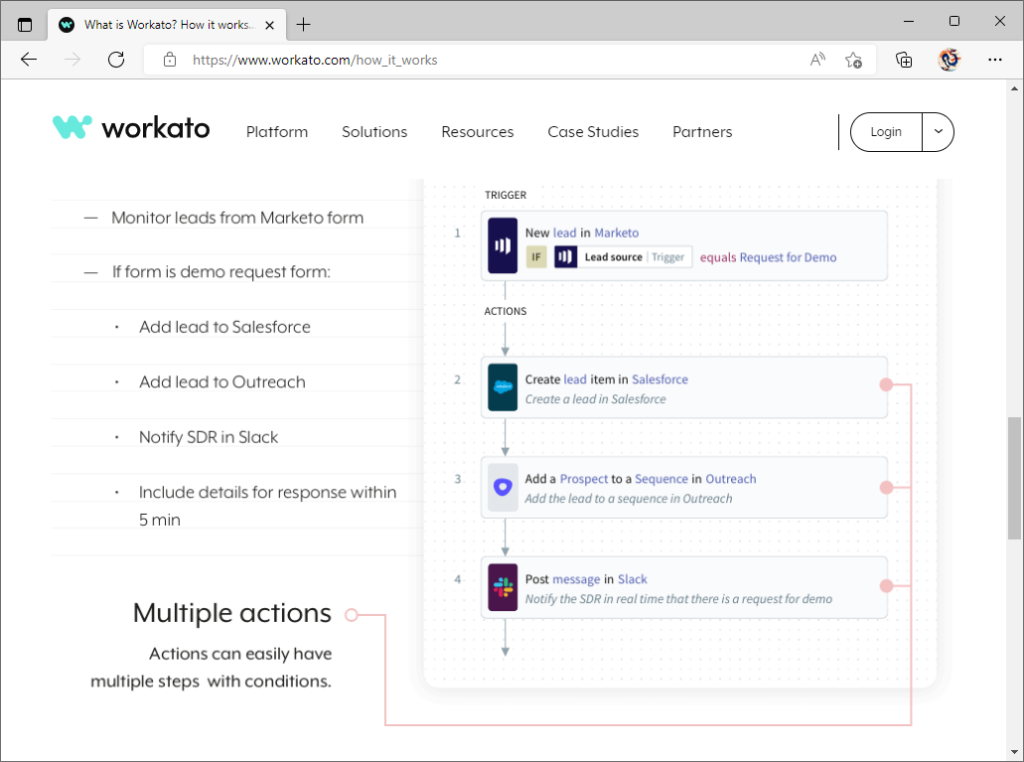 What is Workato? How it works...
https://www.workato.com/how_it_works
workato
Platform
Solutions
Resources
Case Studies
Partners
Login
— Monitor leads from Marketo form
— If form is demo request form:
· Add lead to Salesforce
· Add lead to Outreach
· Notify SDR in Slack
· Include details for response within
5 min
Multiple actions
Actions can easily have
multiple steps with conditions.
TRIGGER
1
New lead in Marketo
IF Lead source | Trigger equals Request for Demo
ACTIONS
2
Create lead item in Salesforce
Create a lead in Salesforce
3
Add a Prospect to a Sequence in Outreach
Add the lead to a sequence in Outreach
4
Post message in Slack
Notify the SDR in real time that there is a request for demo